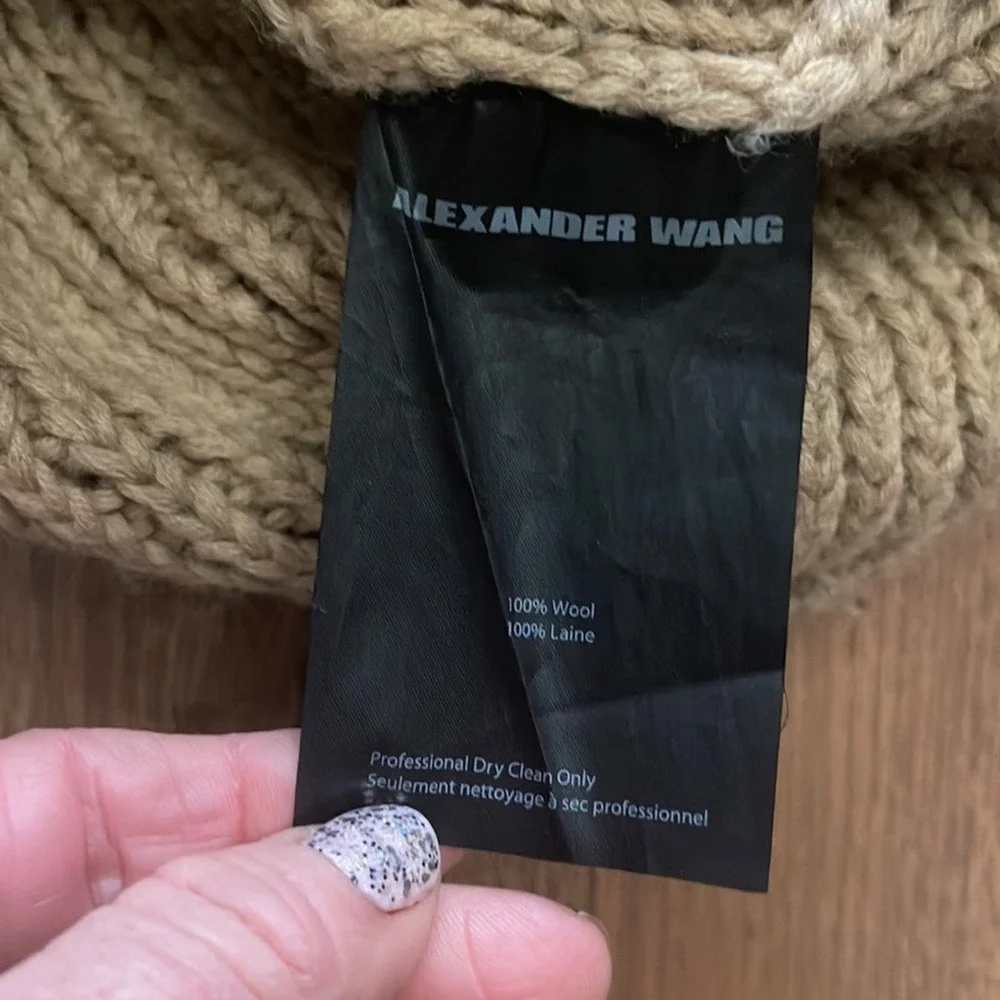 ALEXANDER WANG
100% Wool
100% Laine
Professional Dry Clean Only
Seulement nettoyage à sec professionnel